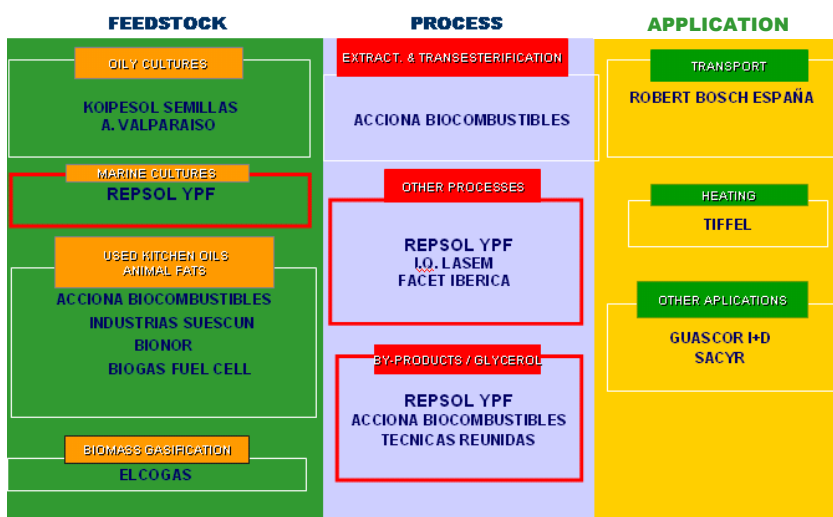 FEEDSTOCK
OILY CULTURES
KOIPESOL SEMILLAS
A. VALPARAISO
MARINE CULTURES
REPSOL YPF
USED KITCHEN OILS
ANIMAL FATS
ACCIONA BIOCOMBUSTIBLES
INDUSTRIAS SUESCUN
BIONOR
BIOGAS FUEL CELL
BIOMASS GASIFICATION
ELCOGAS
PROCESS
EXTRACT. & TRANSESTERIFICATION
ACCIONA BIOCOMBUSTIBLES
OTHER PROCESSES
REPSOL YPF
I.Q. LASEM
FACET IBERICA
BY-PRODUCTS / GLYCEROL
REPSOL YPF
ACCIONA BIOCOMBUSTIBLES
TECNICAS REUNIDAS
APPLICATION
TRANSPORT
ROBERT BOSCH ESPAÑA
HEATING
TIFFEL
OTHER APLICATIONS
GUASCOR I+D
SACYR